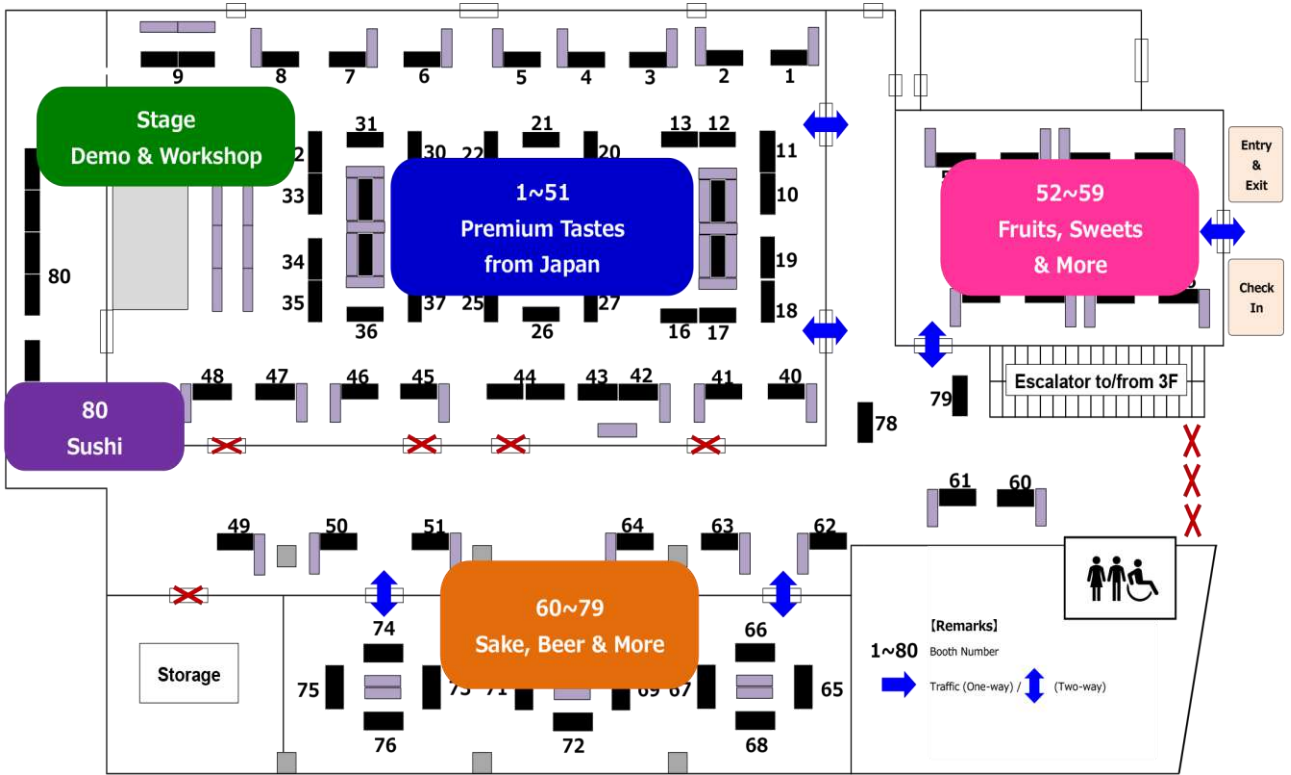 9 8 7 6 5 4 3 2 1
Stage
Demo & Workshop
31 21 13 12
2 30 22 20 11
33 10
1~51
Premium Tastes
from Japan
52~59
Fruits, Sweets
& More
Entry
&
Exit
Check
In
80
34 19
35 37 25 27 18
36 26 16 17
48 47 46 45 44 43 42 41 40
Escalator to/from 3F
79
78
80
Sushi
61 60
49 50 51 64 63 62
60~79
Sake, Beer & More
74 66
Storage
75 73 71 69 67 65
76 72 68
【Remarks】
1~80 Booth Number
Traffic (One-way) / (Two-way)